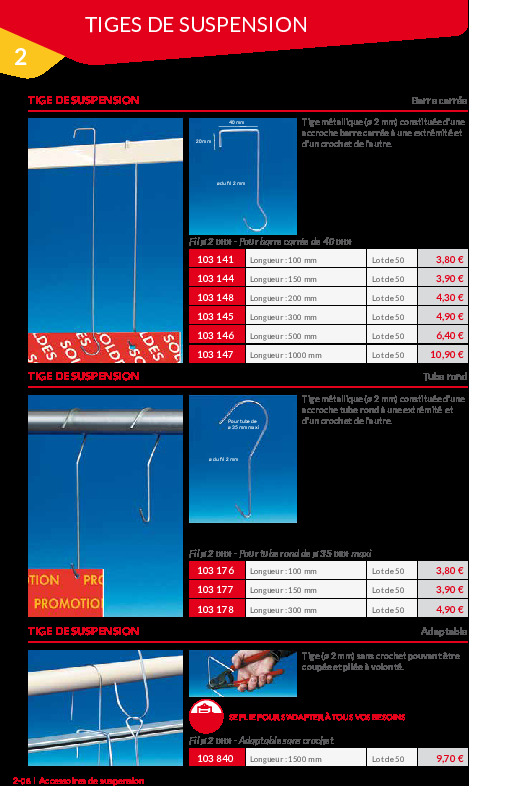 TIGES DE SUSPENSION
2
TIGE DE SUSPENSION Barre carrée
40 mm
20 mm
ø du fil 2 mm
Tige métallique (ø 2 mm) constituée d'une
accroche barre carrée à une extrémité et
d'un crochet de l'autre.
Fil ø 2 mm - Pour barre carrée de 40 mm
103 141 Longueur : 100 mm Lot de 50 3,80 €
103 144 Longueur : 150 mm Lot de 50 3,90 €
103 148 Longueur : 200 mm Lot de 50 4,30 €
103 145 Longueur : 300 mm Lot de 50 4,90 €
103 146 Longueur : 500 mm Lot de 50 6,40 €
103 147 Longueur : 1000 mm Lot de 50 10,90 €
TIGE DE SUSPENSION Tube rond
Pour tube de
ø 35 mm maxi
ø du fil 2 mm
Tige métallique (ø 2 mm) constituée d'une
accroche tube rond à une extrémité et
d'un crochet de l'autre.
TION PRO
PROMOTIO
Fil ø 2 mm - Pour tube rond de ø 35 mm maxi
103 176 Longueur : 100 mm Lot de 50 3,80 €
103 177 Longueur : 150 mm Lot de 50 3,90 €
103 178 Longueur : 300 mm Lot de 50 4,90 €
TIGE DE SUSPENSION Adaptable
Tige (ø 2 mm) sans crochet pouvant être
coupée et pliée à volonté.
SE PLIE POUR S'ADAPTER À TOUS VOS BESOINS
Fil ø 2 mm - Adaptable sans crochet
103 840 Longueur : 1500 mm Lot de 50 9,70 €
2-08 I Accessoires de suspension